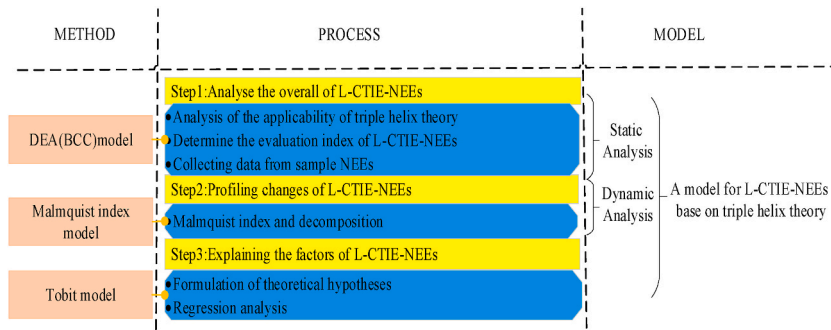 METHOD
PROCESS
MODEL
Step1:Analyse the overall of L-CTIE-NEEs
•Analysis of the applicability of triple helix theory
•Determine the evaluation index of L-CTIE-NEEs
•Collecting data from sample NEEs
DEA(BCC)model
Step2:Profiling changes of L-CTIE-NEEs
•Malmquist index and decomposition
Malmquist index
model
Step3:Explaining the factors of L-CTIE-NEEs
•Formulation of theoretical hypotheses
•Regression analysis
Tobit model
Static
Analysis
Dynamic
Analysis
A model for L-CTIE-NEEs
base on triple helix theory